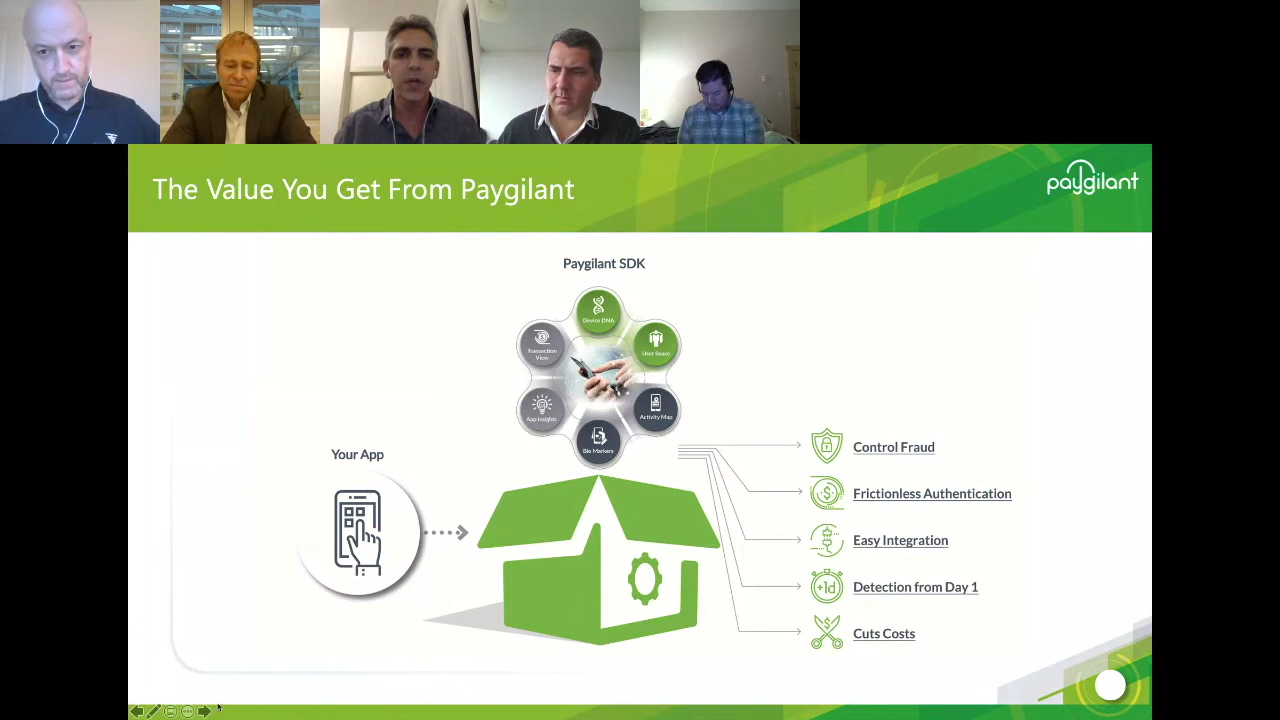 The Value You Get From Paygilant
paygilant
Paygilant SDK
Device DNA
Transaction
View
User Space
App Insights
Activity Map
Bio Markers
Your App
Control Fraud
Frictionless Authentication
Easy Integration
+1d
Detection from Day 1
Cuts Costs